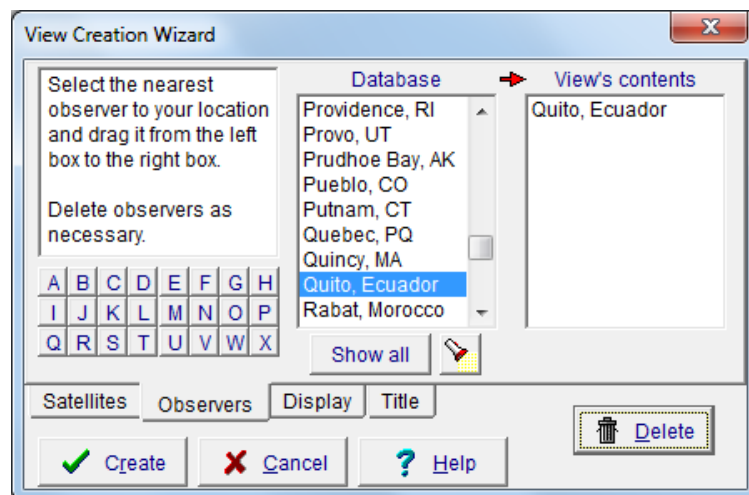 View Creation Wizard
x
Select the nearest
observer to your location
and drag it from the left
box to the right box.
Delete observers as
necessary.
A B C D E F G H
I J K L M N O P
Q R S T U V W X
Database
Providence, RI
Provo, UT
Prudhoe Bay, AK
Pueblo, CO
Putnam, CT
Quebec, PQ
Quincy, MA
Quito, Ecuador
Rabat, Morocco
Show all
View's contents
Quito, Ecuador
Satellites Observers Display Title
Delete
Create Cancel ? Help